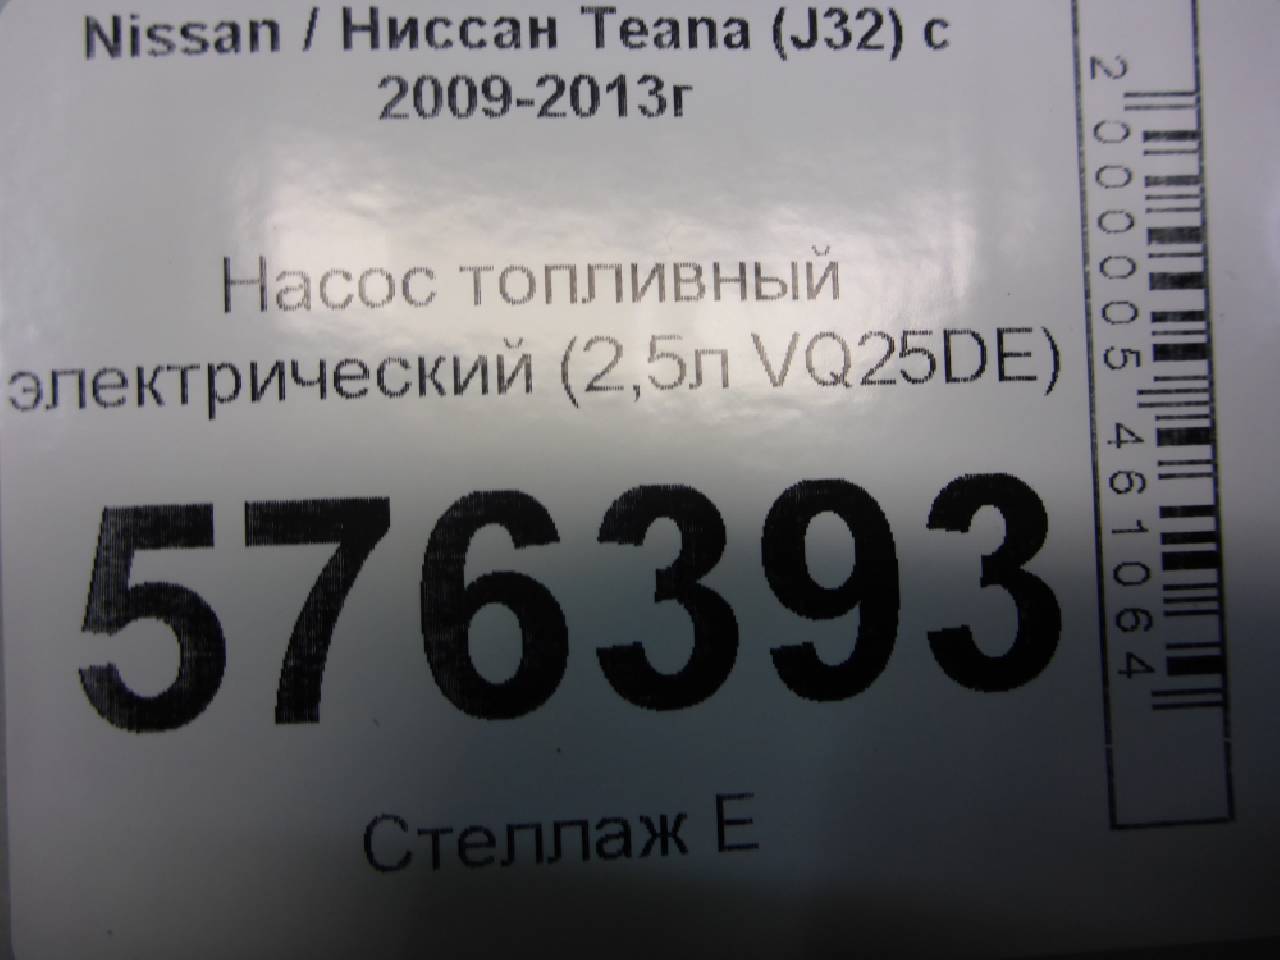 Nissan / Ниссан Teana (J32) с
2009-2013г
Насос топливный
электрический (2,5л VQ25DE)
576393
Стеллаж Е
2000005461064